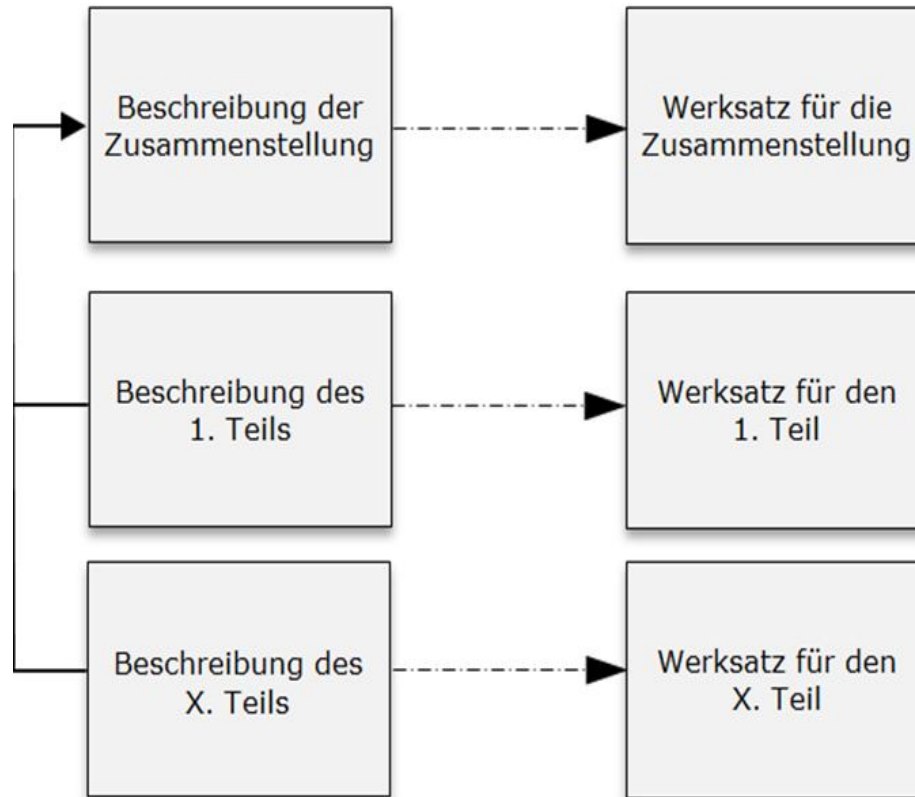 Beschreibung der
Zusammenstellung
Werksatz für die
Zusammenstellung
Beschreibung des
1. Teils
Werksatz für den
1. Teil
Beschreibung des
X. Teils
Werksatz für den
X. Teil